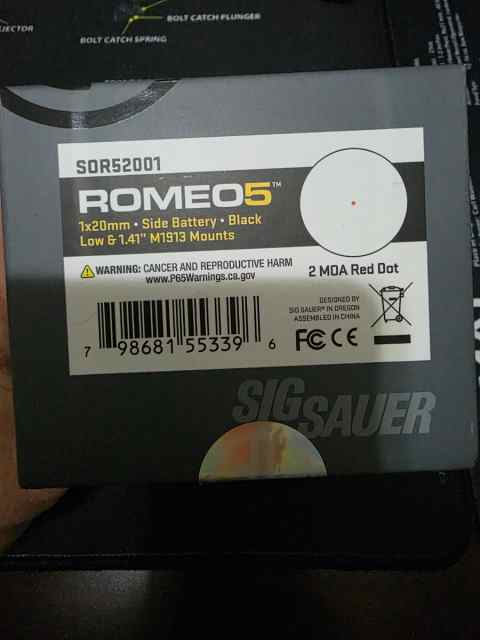 BOLT CATCH PLUNGER
BOLT CATCH SPRING
SOR52001
ROMEO5™
1x20mm • Side Battery • Black
Low & 1.41" M1913 Mounts
WARNING: CANCER AND REPRODUCTIVE HARM
www.P65Warnings.ca.gov
2 MOA Red Dot
DESIGNED BY
SIG SAUER® IN OREGON
ASSEMBLED IN CHINA
7 98681 55339 6
FC CE
SIG SAUER